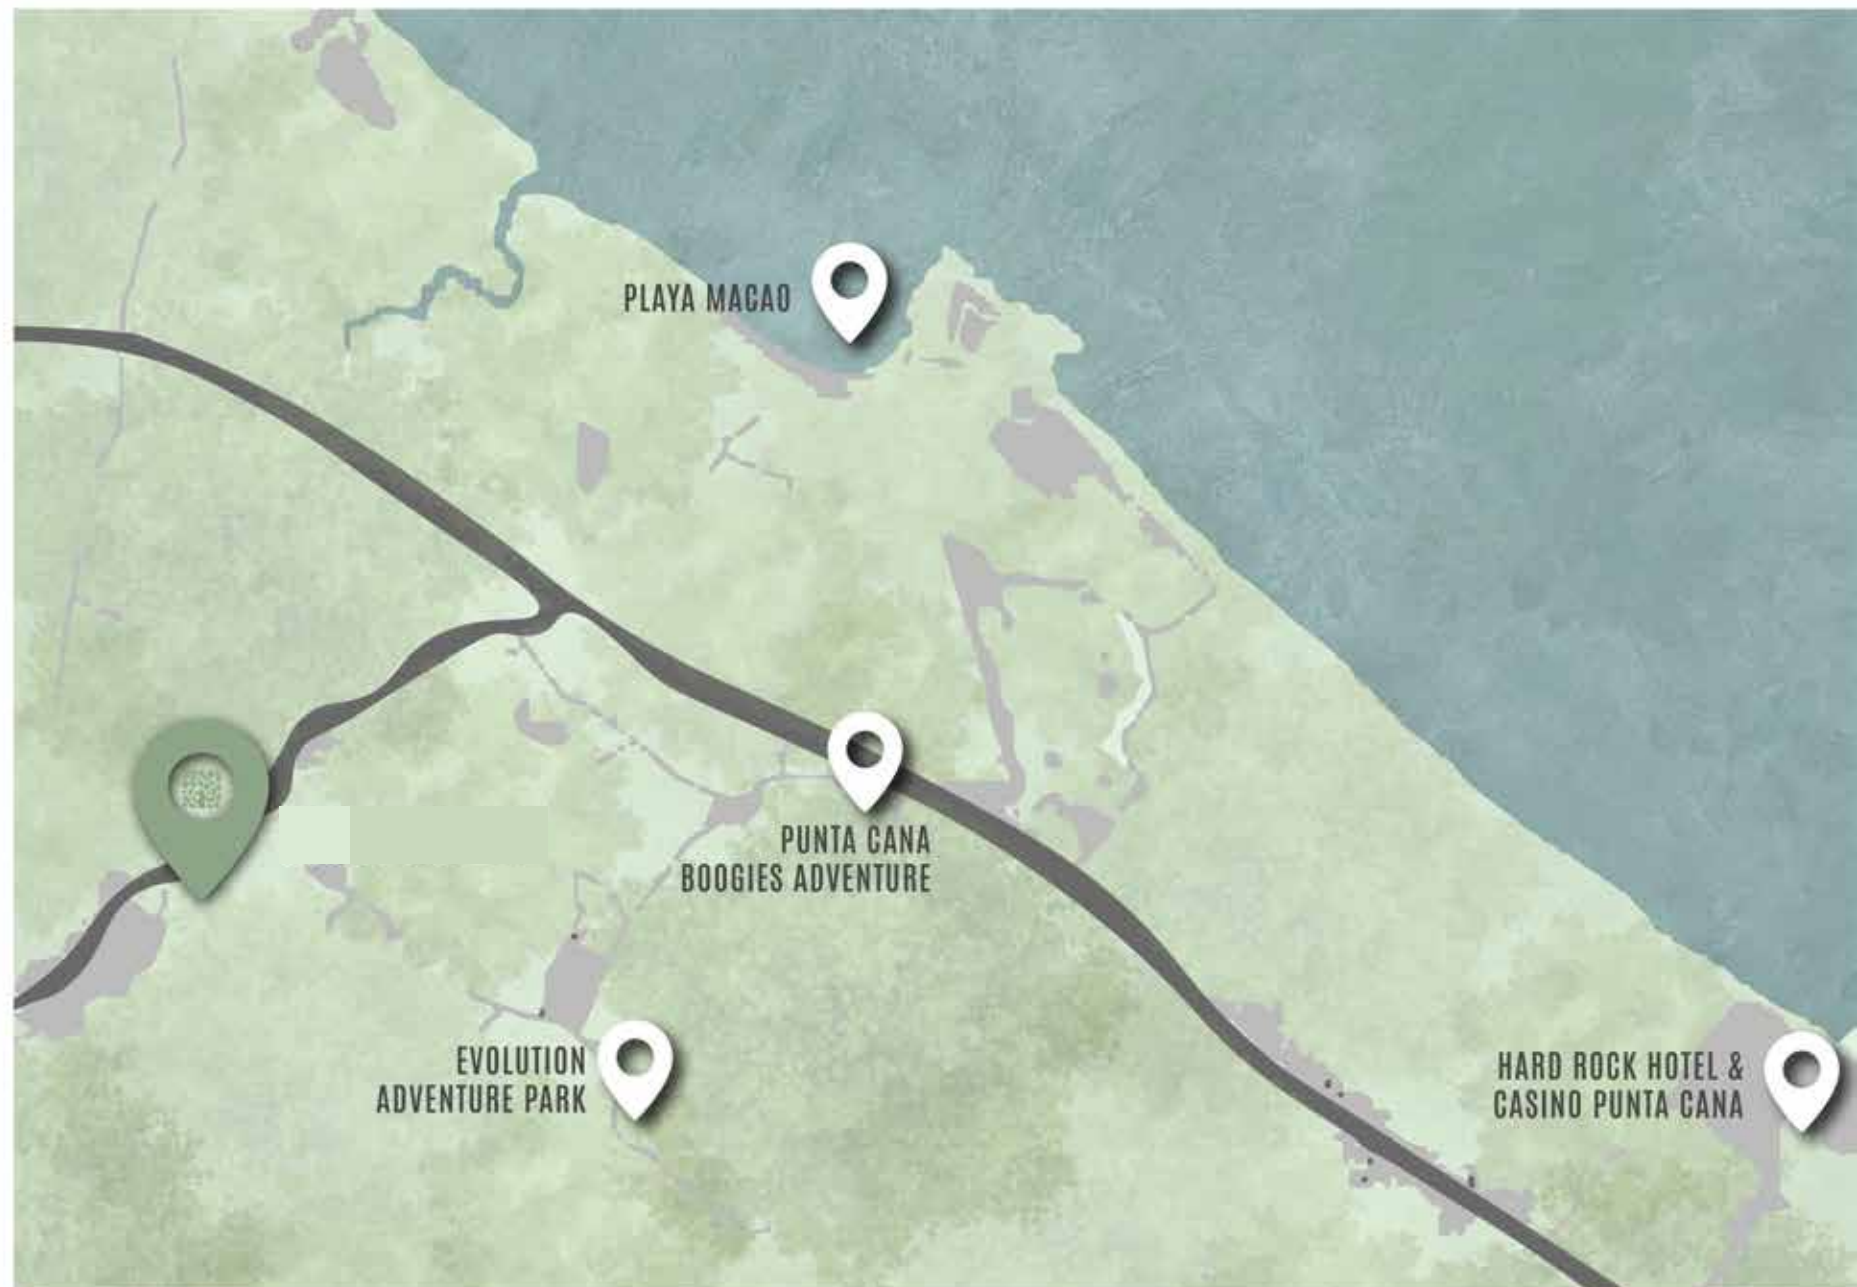 PLAYA MACAO
PUNTA CANA
BOOGIES ADVENTURE
EVOLUTION
ADVENTURE PARK
HARD ROCK HOTEL &
CASINO PUNTA CANA